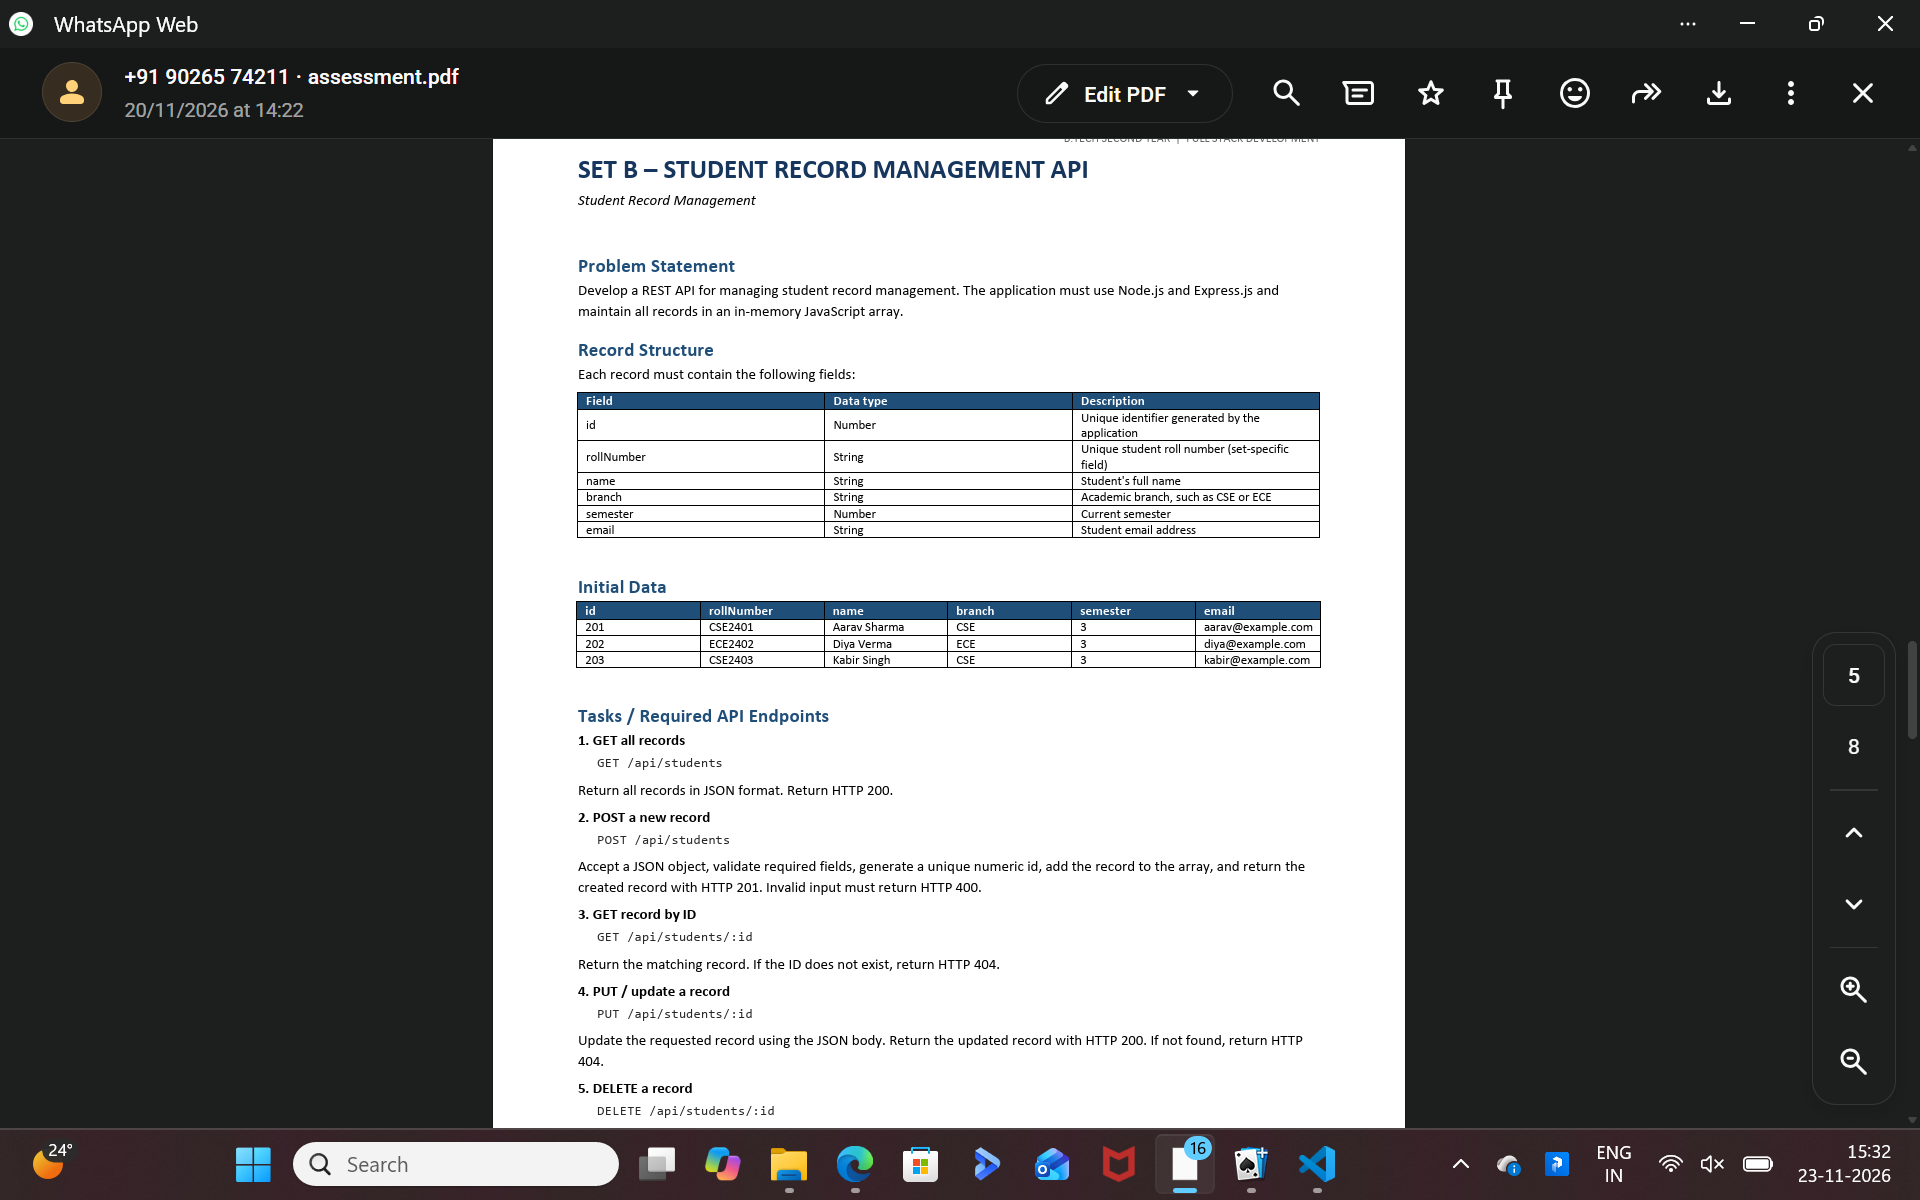 WhatsApp Web
+91 90265 74211 · assessment.pdf
20/11/2026 at 14:22
Edit PDF
B.TECH SECOND YEAR | FULL STACK DEVELOPMENT
SET B – STUDENT RECORD MANAGEMENT API
Student Record Management
Problem Statement
Develop a REST API for managing student record management. The application must use Node.js and Express.js and
maintain all records in an in-memory JavaScript array.
Record Structure
Each record must contain the following fields:
Field Data type Description
id Number Unique identifier generated by the
application
rollNumber String Unique student roll number (set-specific
field)
name String Student's full name
branch String Academic branch, such as CSE or ECE
semester Number Current semester
email String Student email address
Initial Data
id rollNumber name branch semester email
201 CSE2401 Aarav Sharma CSE 3 aarav@example.com
202 ECE2402 Diya Verma ECE 3 diya@example.com
203 CSE2403 Kabir Singh CSE 3 kabir@example.com
Tasks / Required API Endpoints
1. GET all records
GET /api/students
Return all records in JSON format. Return HTTP 200.
2. POST a new record
POST /api/students
Accept a JSON object, validate required fields, generate a unique numeric id, add the record to the array, and return the
created record with HTTP 201. Invalid input must return HTTP 400.
3. GET record by ID
GET /api/students/:id
Return the matching record. If the ID does not exist, return HTTP 404.
4. PUT / update a record
PUT /api/students/:id
Update the requested record using the JSON body. Return the updated record with HTTP 200. If not found, return HTTP
404.
5. DELETE a record
DELETE /api/students/:id
5
8
24°
Search
16
ENG
IN
15:32
23-11-2026